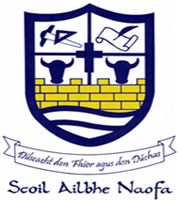 Dílseacht don Fhíor agus don Dúchas
Scoil Ailbhe Naofa